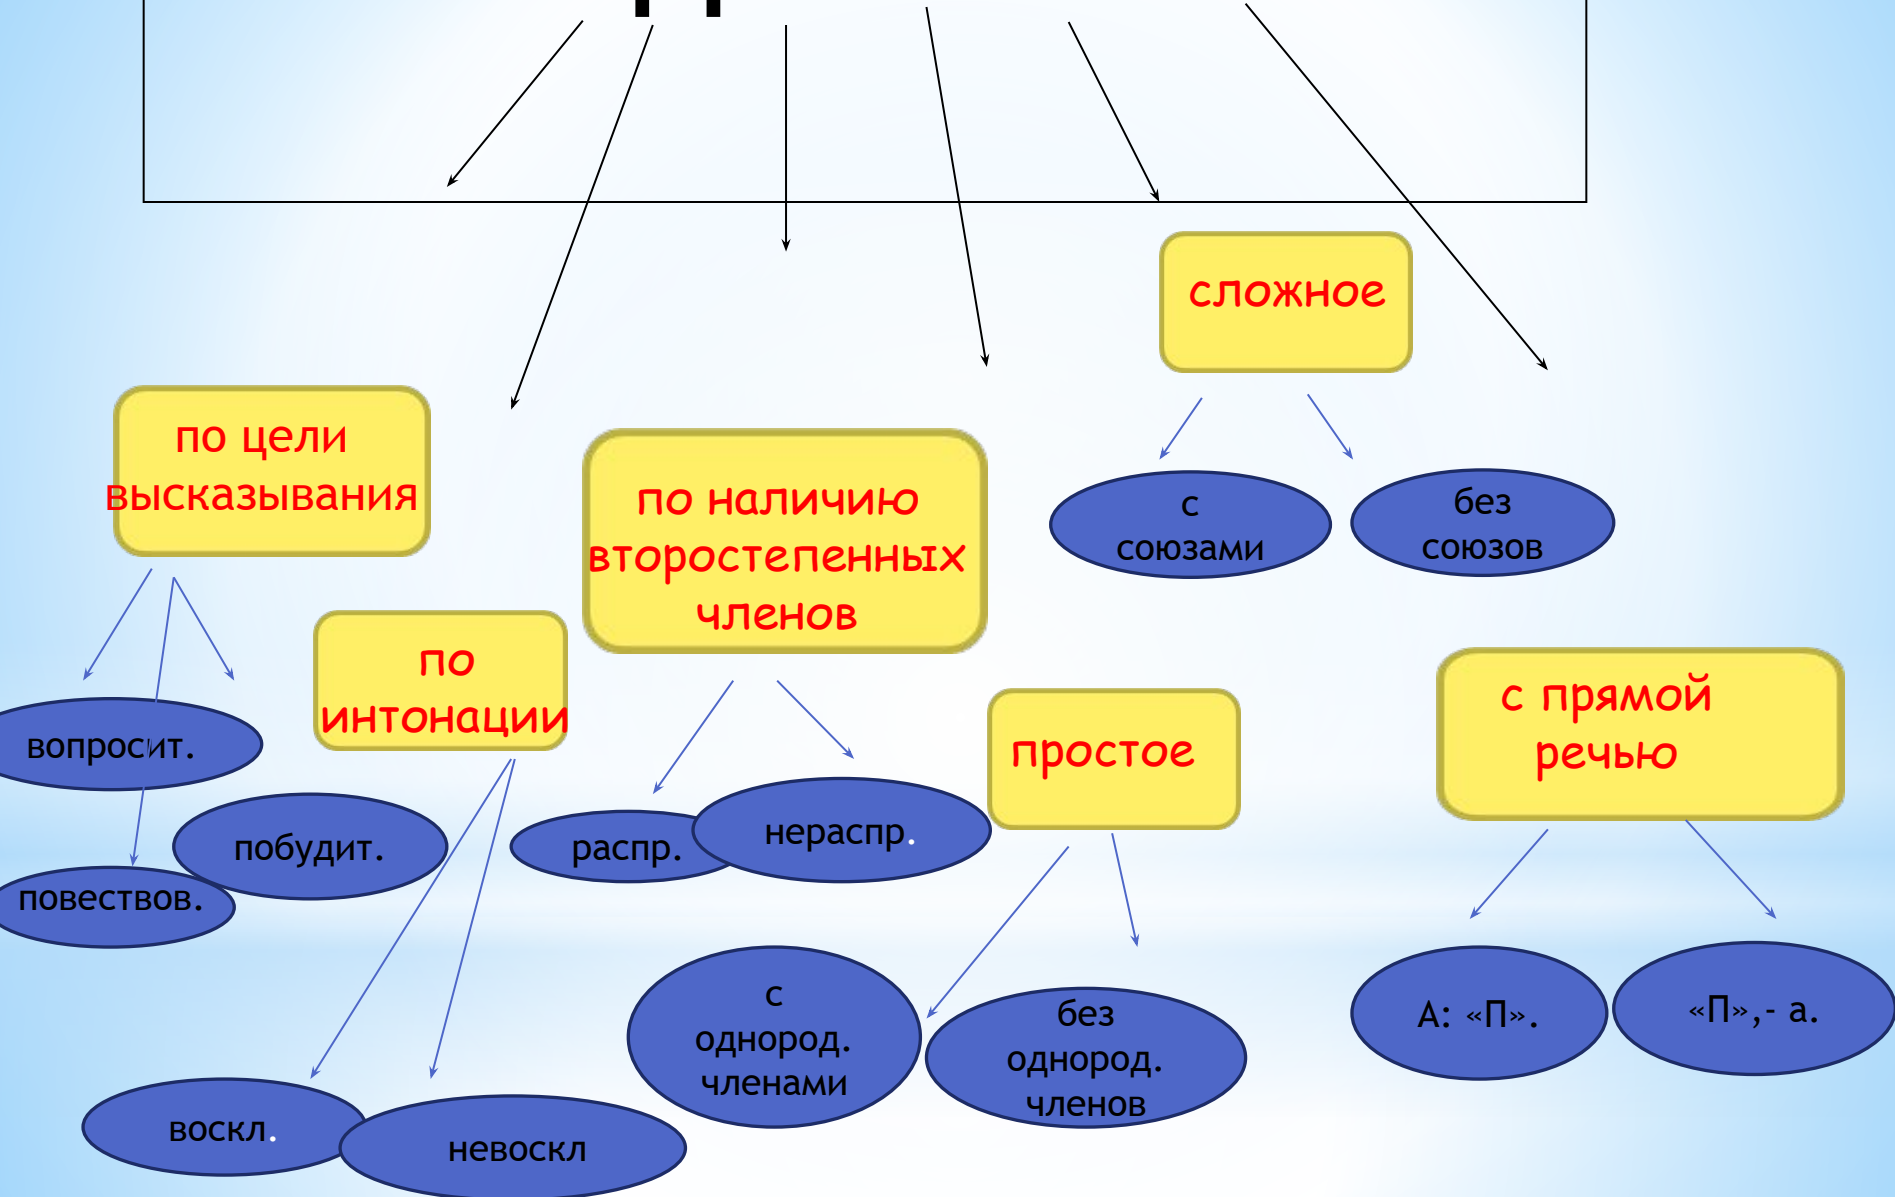 сложное
по цели
высказывания
по наличию
второстепенных
членов
с
союзами
без
союзов
по
интонации
с прямой
речью
простое
вопросит.
побудит.
повествов.
распр.
нераспр.
с
однород.
членами
без
однород.
членов
А: «П».
«П»,- а.
воскл.
невоскл